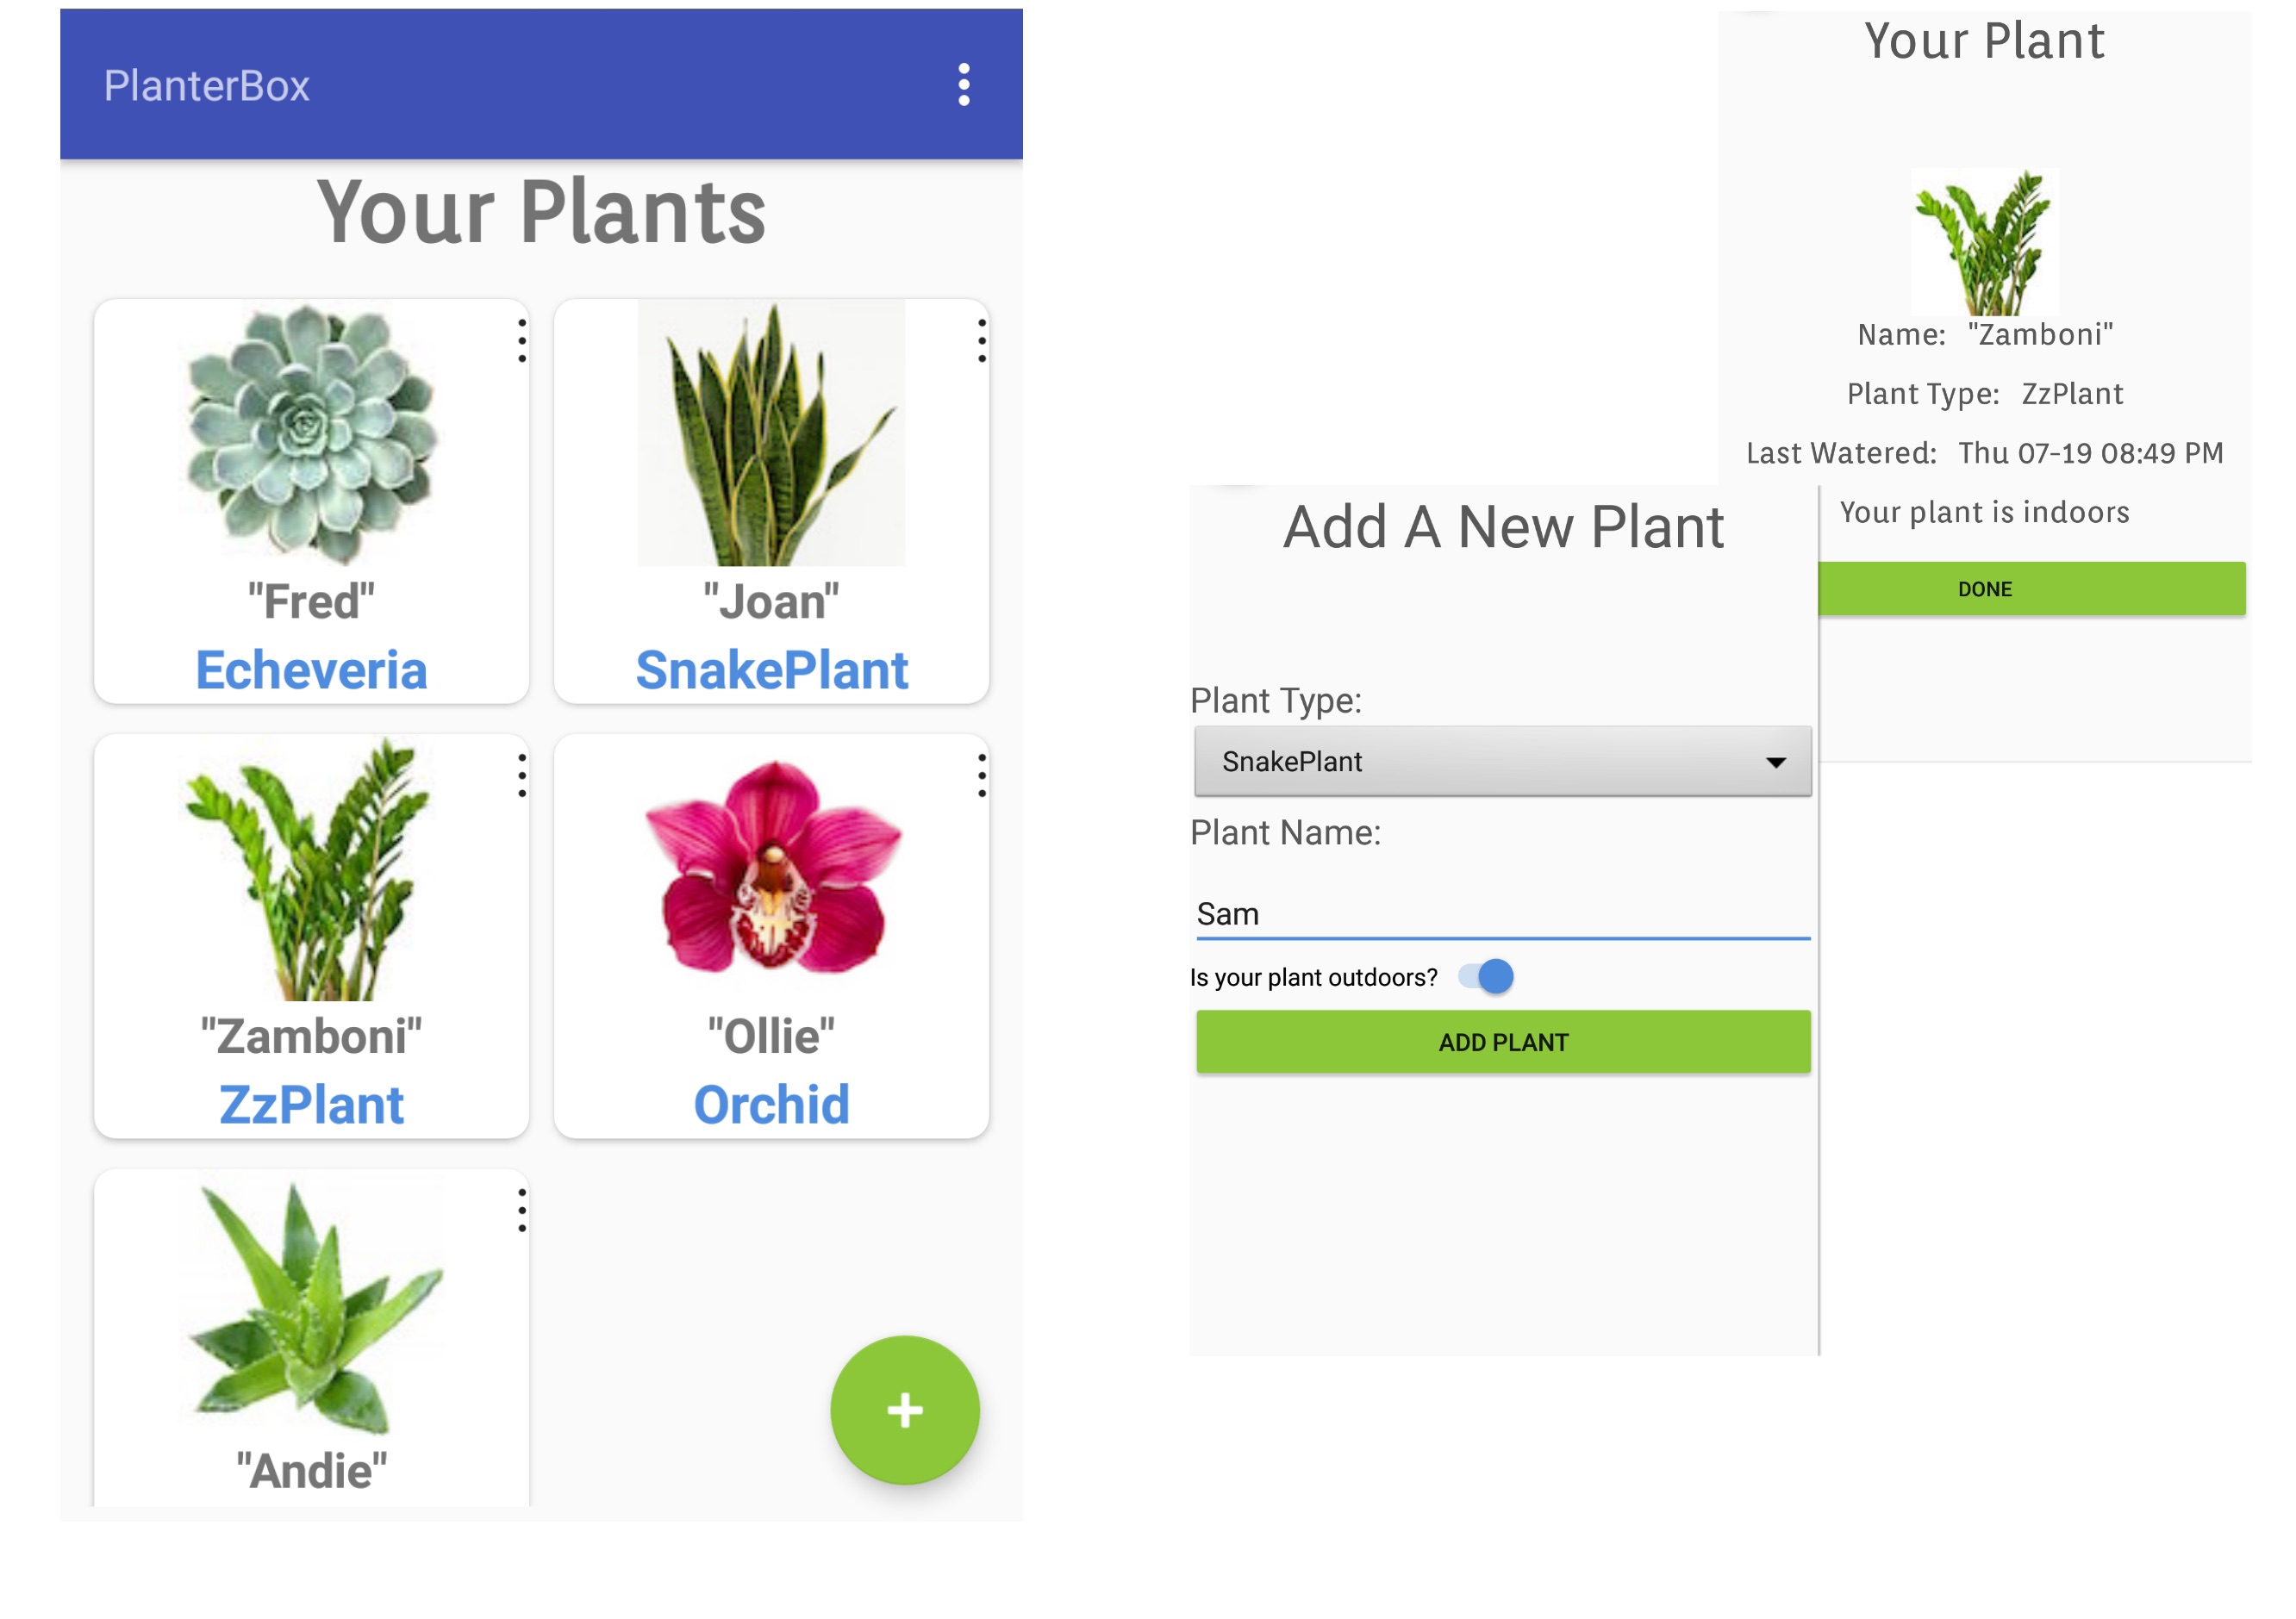 PlanterBox
Your Plants
"Fred"
Echeveria
"Joan"
SnakePlant
"Zamboni"
ZzPlant
"Ollie"
Orchid
"Andie"
Your Plant
Name: "Zamboni"
Plant Type: ZzPlant
Last Watered: Thu 07-19 08:49 PM
Your plant is indoors
DONE
Add A New Plant
Plant Type:
SnakePlant
Plant Name:
Sam
Is your plant outdoors?
ADD PLANT